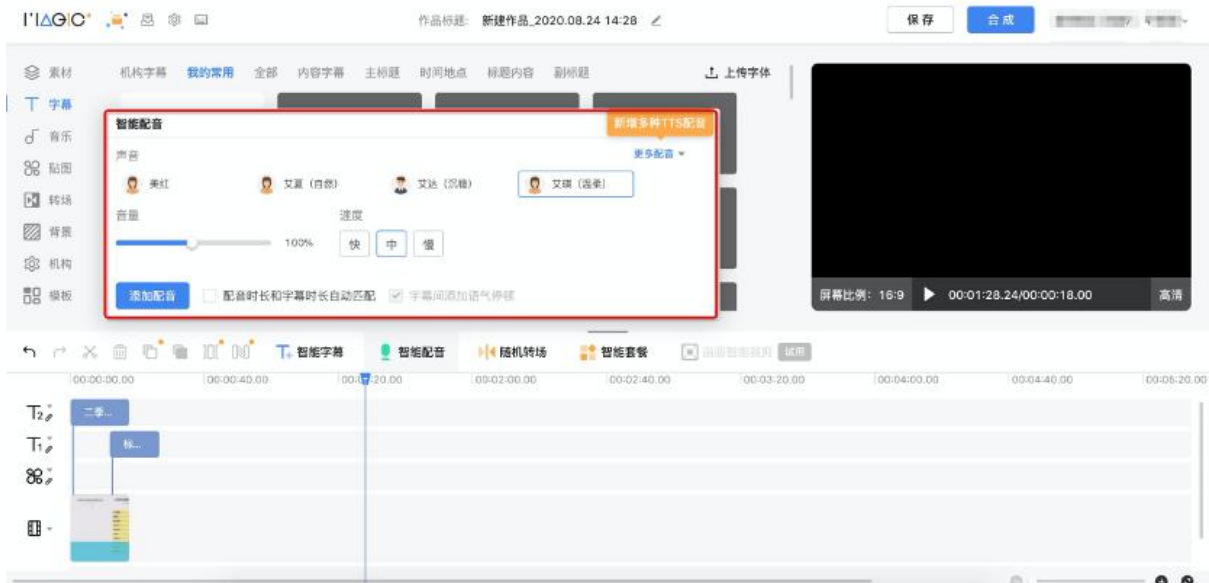 I'IAGIC⁺
作品标题: 新建作品_2020.08.24 14:28
保存
合成
素材
字幕
音乐
贴图
转场
背景
机构
模板
机构字幕 我的常用 全部 内容字幕 主标题 时间地点 标题内容 副标题
上传字体
智能配音
新增多种TTS配音
声音
更多配音
美红 艾夏（自然） 艾达（沉稳） 艾琪（温柔）
音量
速度
100%
快 中 慢
添加配音
配音时长和字幕时长自动匹配
字幕间添加语气停顿
屏幕比例: 16:9
00:01:28.24/00:00:18.00
高清
智能字幕 智能配音 随机转场 智能套餐
试用
00:00:00.00 00:00:40.00 00:02:00.00 00:02:40.00 00:03:20.00 00:04:00.00 00:04:40.00 00:05:20.00
T2
二季...
T1
标...